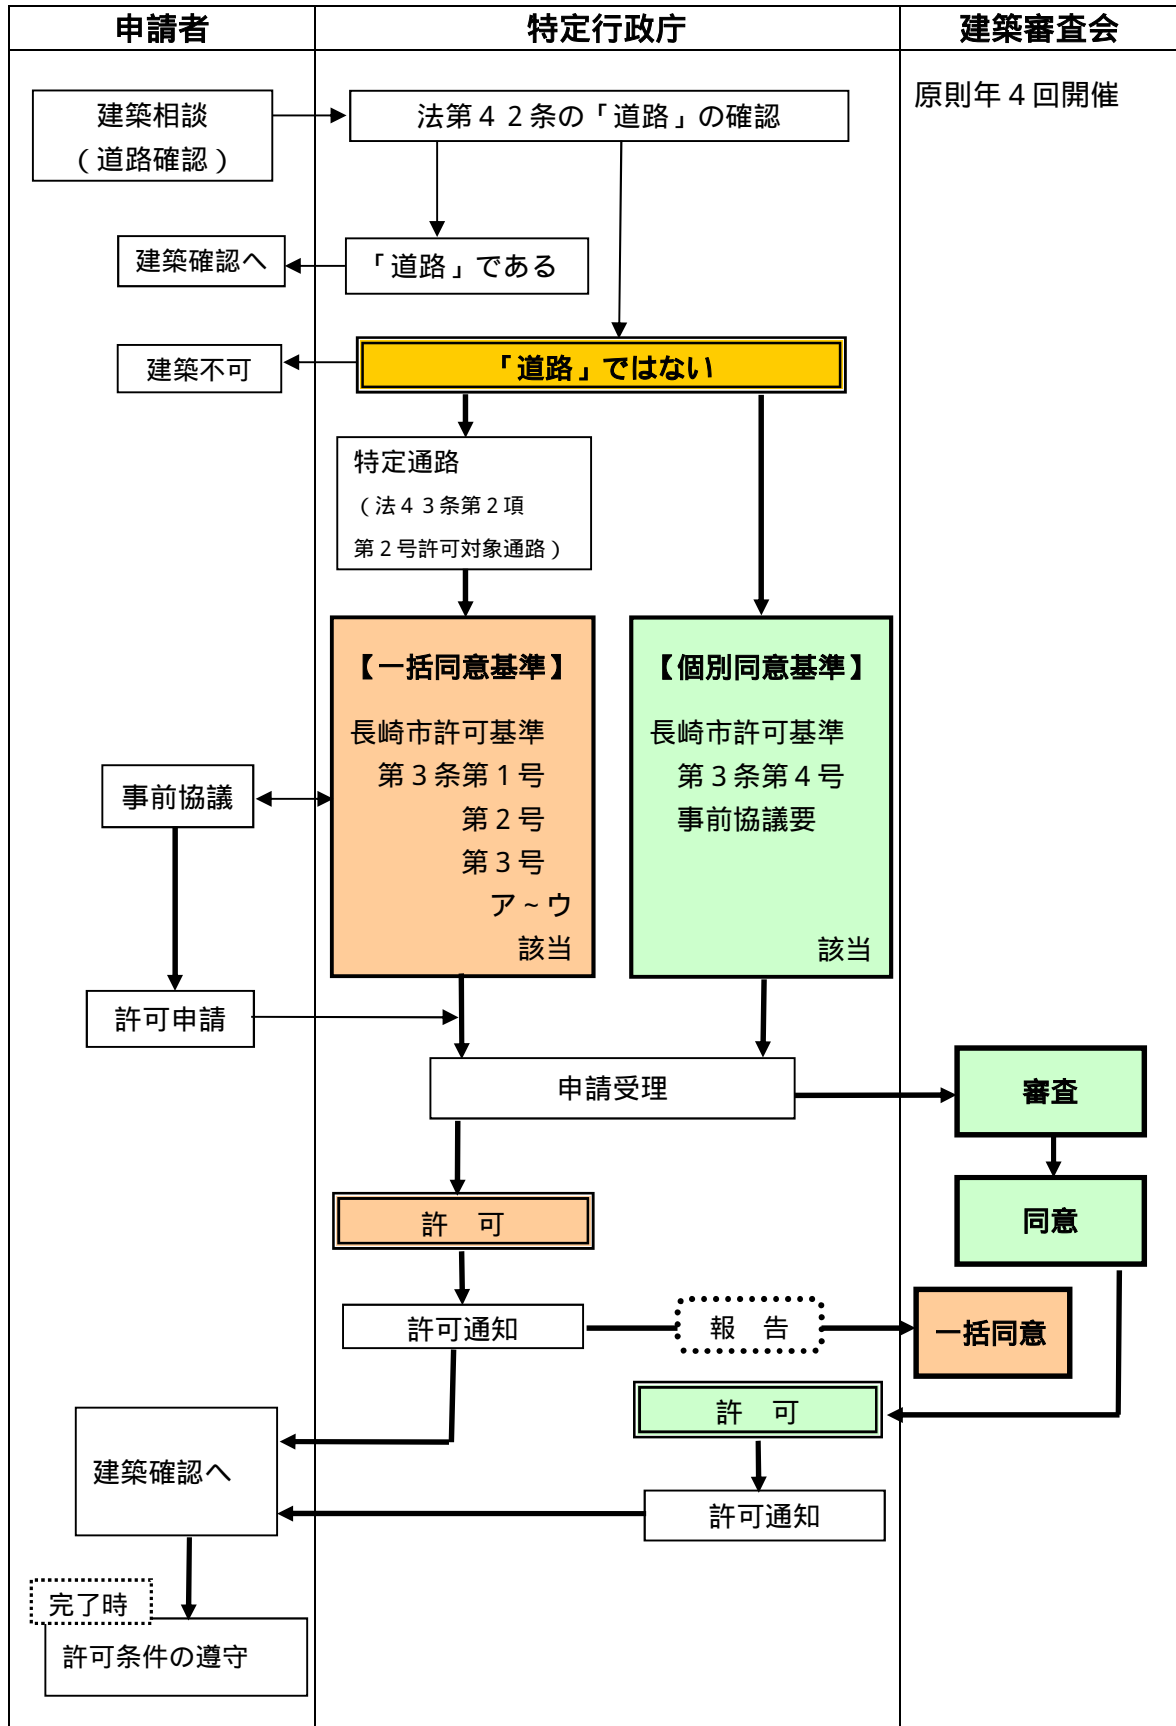 申請者
特定行政庁
建築審査会
原則年4回開催
建築相談
（道路確認）
法第４２条の「道路」の確認
建築確認へ
「道路」である
建築不可
「道路」ではない
特定通路
（法４３条第２項
第２号許可対象通路）
【一括同意基準】
長崎市許可基準
第３条第１号
第２号
第３号
ア～ウ
該当
【個別同意基準】
長崎市許可基準
第３条第４号
事前協議要
該当
事前協議
許可申請
申請受理
審査
同意
許　可
許可通知
報　告
一括同意
許　可
許可通知
建築確認へ
完了時
許可条件の遵守